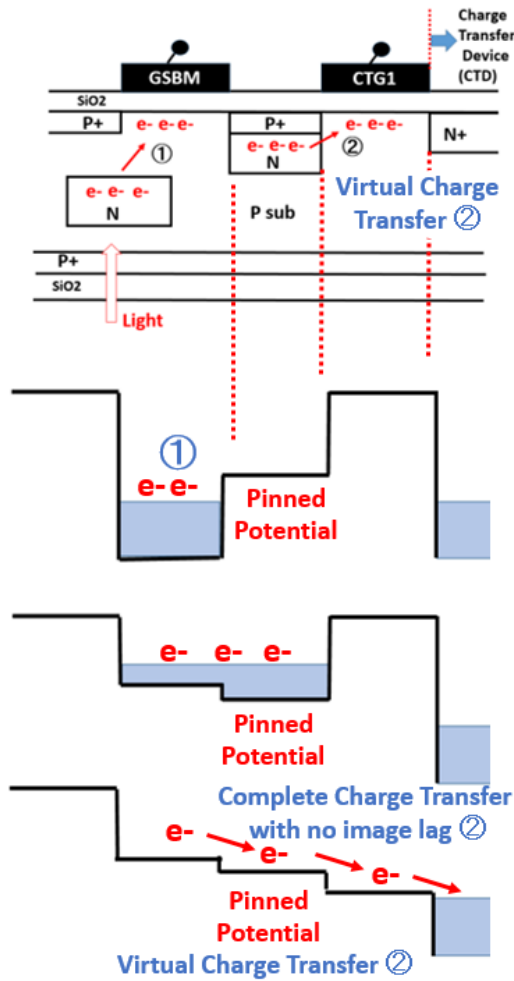 Charge
Transfer
Device
(CTD)
GSBM
CTG1
SiO2
P+
e- e- e-
P+
e- e- e-
N+
①
e- e- e-
N
②
e- e- e-
N
P sub
Virtual Charge
Transfer ②
P+
SiO2
Light
①
e- e-
Pinned
Potential
e- e- e-
Pinned
Potential
Complete Charge Transfer
with no image lag ②
e-
e-
e-
Pinned
Potential
Virtual Charge Transfer ②